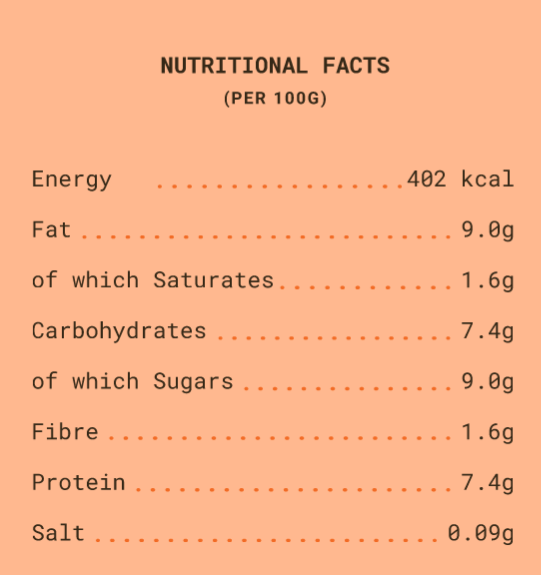 NUTRITIONAL FACTS
(PER 100G)
Energy ................. 402 kcal
Fat .......................... 9.0g
of which Saturates............ 1.6g
Carbohydrates ................. 7.4g
of which Sugars ............... 9.0g
Fibre ........................ 1.6g
Protein ...................... 7.4g
Salt ........................ 0.09g